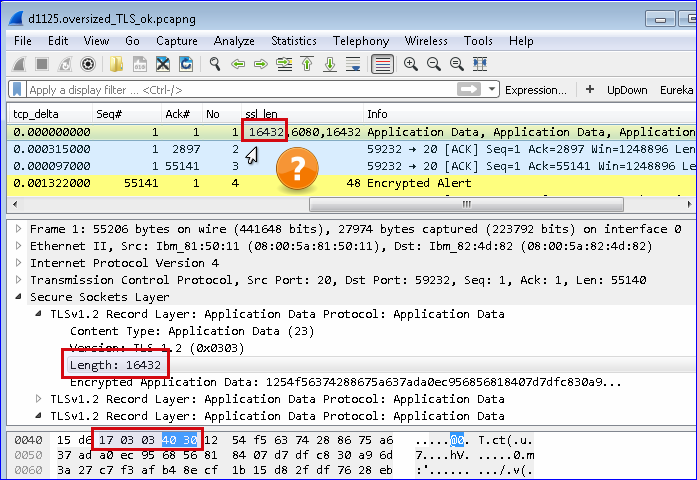 d1125.oversized_TLS_ok.pcapng
File Edit View Go Capture Analyze Statistics Telephony Wireless Tools Help
Apply a display filter ... <Ctrl-/> Expression... + UpDown Eureka
tcp_delta Seq# Ack# No ssl_len Info
0.000000000 1 1 1 16432,6080,16432 Application Data, Application Data, Applicatio
0.000315000 1 2897 2 59232 → 20 [ACK] Seq=1 Ack=2897 Win=1248896 Len
0.000097000 1 55141 3 59232 → 20 [ACK] Seq=1 Ack=55141 Win=1248896 Le
0.001322000 55141 1 4 48 Encrypted Alert
?
Frame 1: 55206 bytes on wire (441648 bits), 27974 bytes captured (223792 bits) on interface 0
Ethernet II, Src: Ibm_81:50:11 (08:00:5a:81:50:11), Dst: Ibm_82:4d:82 (08:00:5a:82:4d:82)
Internet Protocol Version 4
Transmission Control Protocol, Src Port: 20, Dst Port: 59232, Seq: 1, Ack: 1, Len: 55140
Secure Sockets Layer
TLSv1.2 Record Layer: Application Data Protocol: Application Data
Content Type: Application Data (23)
Version: TLS 1.2 (0x0303)
Length: 16432
Encrypted Application Data: 1254f56374288675a637ada0ec956856818407d7dfc830a9...
TLSv1.2 Record Layer: Application Data Protocol: Application Data
TLSv1.2 Record Layer: Application Data Protocol: Application Data
0040 15 d6 17 03 03 40 30 12 54 f5 63 74 28 86 75 a6 .....@0. T.ct(.u.
0050 37 ad a0 ec 95 68 56 81 84 07 d7 df c8 30 a9 6d 7....hV. .....0.m
0060 3a 27 c7 f3 af b4 8e cf 1b 15 d8 2f df 76 28 eb :'...... .../.v(.